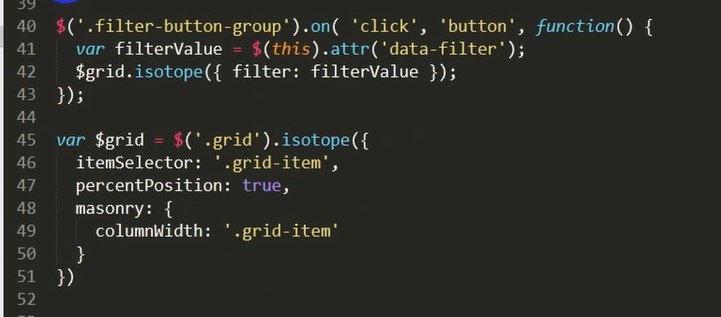 39
40 $('.filter-button-group').on( 'click', 'button', function() {
41   var filterValue = $(this).attr('data-filter');
42   $grid.isotope({ filter: filterValue });
43 });
44
45 var $grid = $('.grid').isotope({
46   itemSelector: '.grid-item',
47   percentPosition: true,
48   masonry: {
49     columnWidth: '.grid-item'
50   }
51 })
52